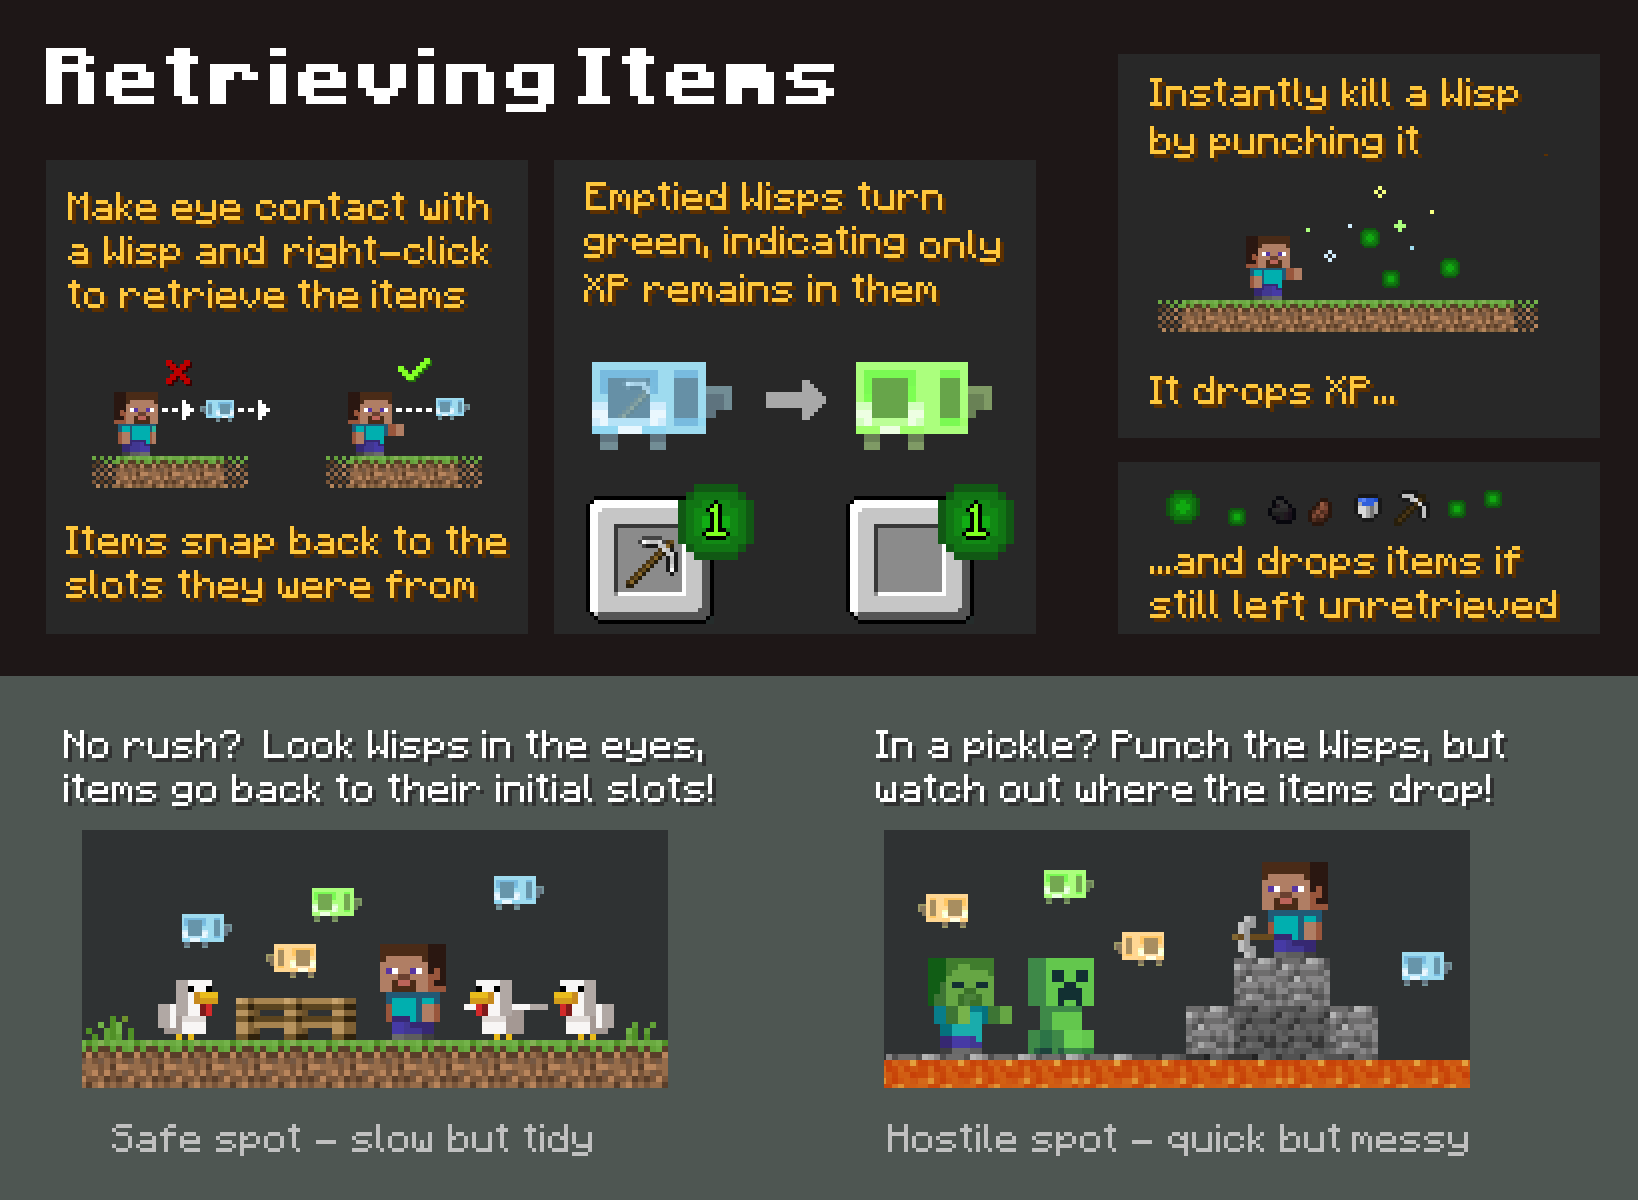 Retrieving Items
Make eye contact with
a Wisp and right-click
to retrieve the items
Items snap back to the
slots they were from
Emptied Wisps turn
green, indicating only
XP remains in them
1
1
Instantly kill a Wisp
by punching it
It drops XP...
...and drops items if
still left unretrieved
No rush? Look Wisps in the eyes,
items go back to their initial slots!
Safe spot – slow but tidy
In a pickle? Punch the Wisps, but
watch out where the items drop!
Hostile spot – quick but messy